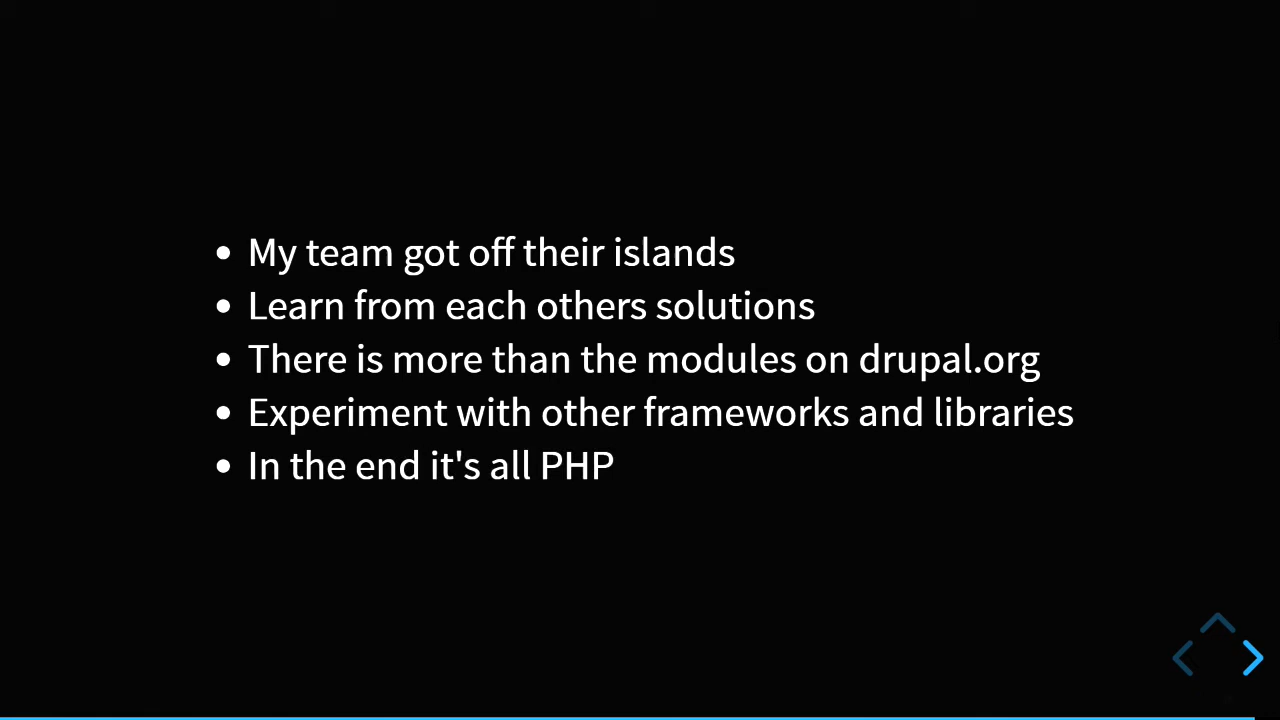 • My team got off their islands
• Learn from each others solutions
• There is more than the modules on drupal.org
• Experiment with other frameworks and libraries
• In the end it's all PHP